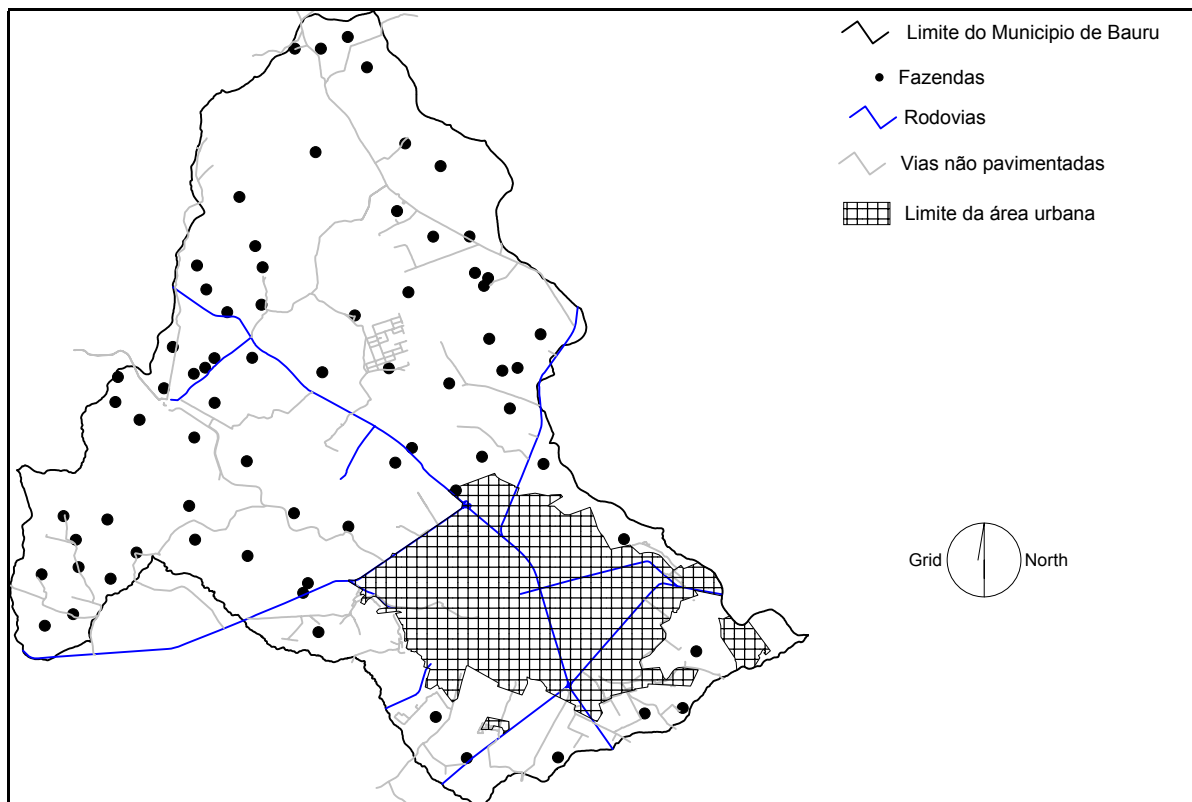 Limite do Municipio de Bauru
Fazendas
Rodovias
Vias não pavimentadas
Limite da área urbana
Grid North